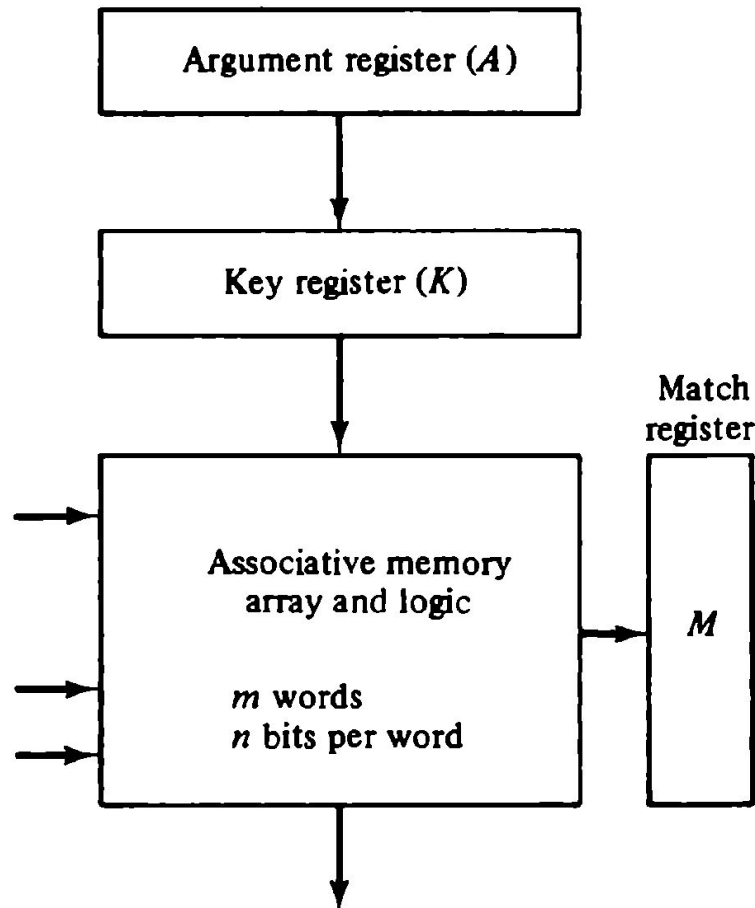 Argument register (A)
Key register (K)
Match
register
Associative memory
array and logic
M
m words
n bits per word